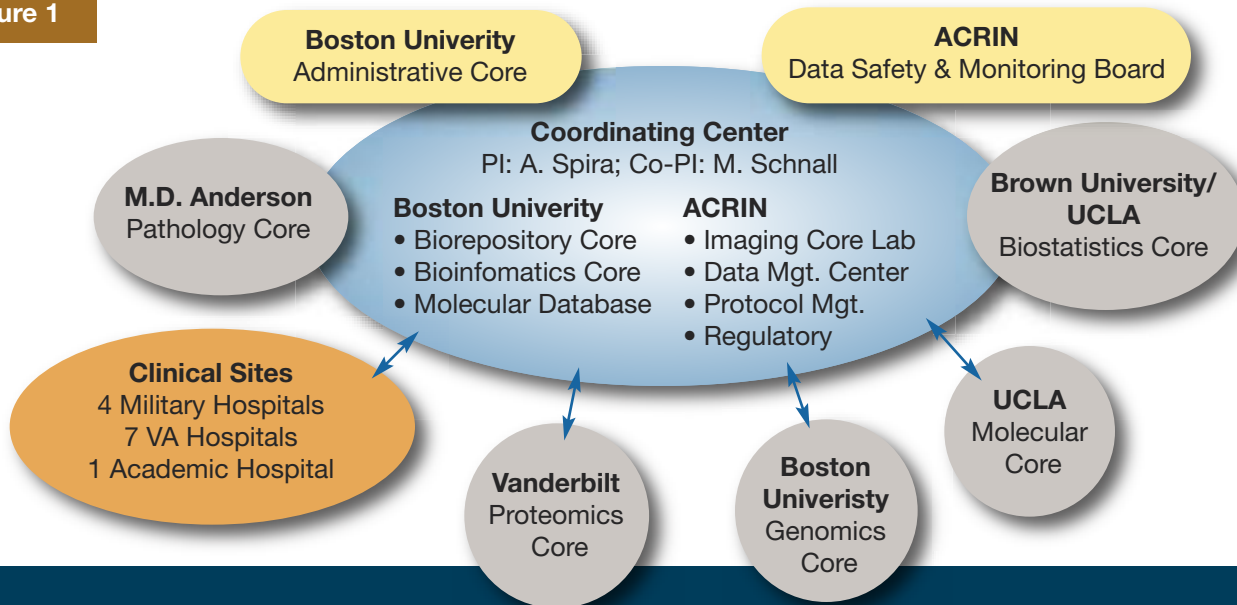 ure 1
Boston Univerity
Administrative Core
ACRIN
Data Safety & Monitoring Board
Coordinating Center
PI: A. Spira; Co-PI: M. Schnall
Boston Univerity
• Biorepository Core
• Bioinfomatics Core
• Molecular Database
ACRIN
• Imaging Core Lab
• Data Mgt. Center
• Protocol Mgt.
• Regulatory
M.D. Anderson
Pathology Core
Brown University/
UCLA
Biostatistics Core
Clinical Sites
4 Military Hospitals
7 VA Hospitals
1 Academic Hospital
Vanderbilt
Proteomics
Core
Boston
Univeristy
Genomics
Core
UCLA
Molecular
Core